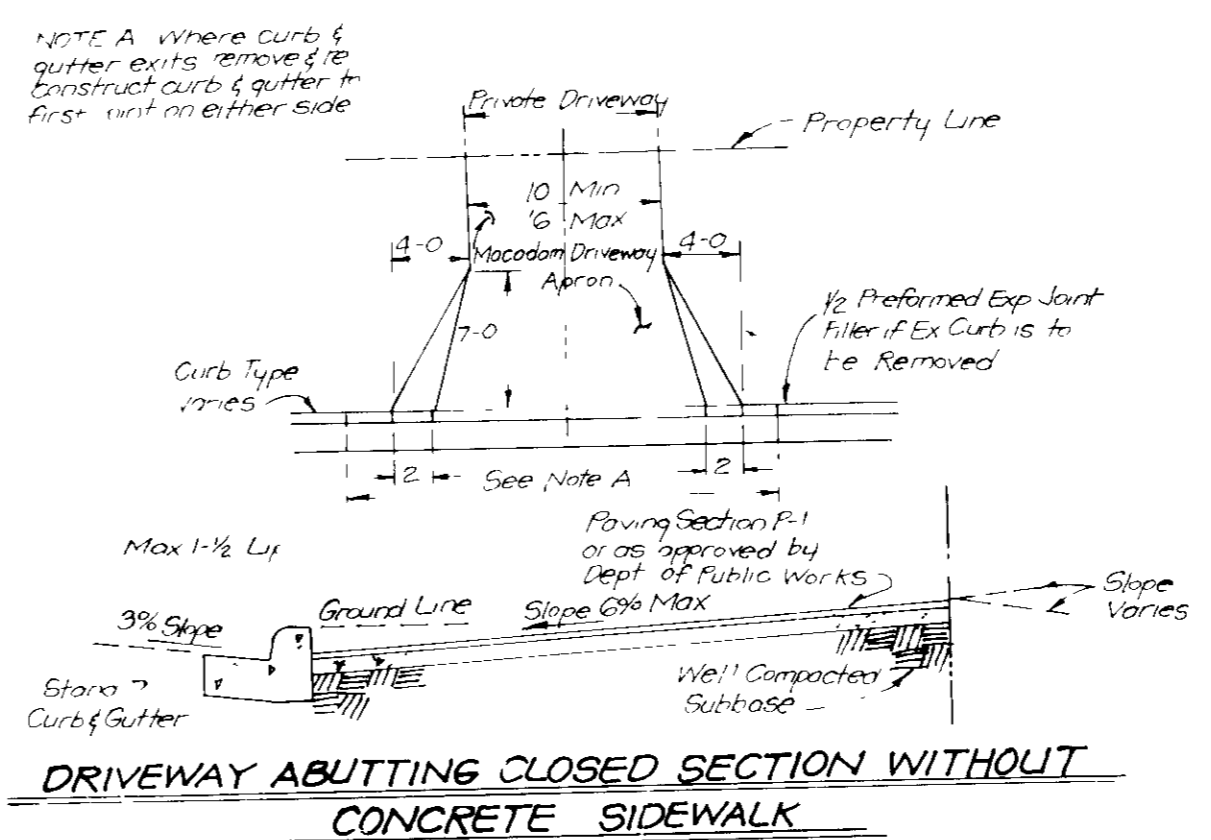 NOTE A Where Curb &
gutter exits remove & re
construct curb & gutter to
first on either side
Private Driveway
Property Line
10 Min
'6 Max
4-0
4-0
Macadam Driveway
Apron
7-0
1/2 Preformed Exp Joint
Filler if Ex Curb is to
be Removed
Curb Type
varies
2
See Note A
2
Max 1-1/2 Lip
Paving Section P-1
or as approved by
Dept of Public Works
Slope
Varies
3% Slope
Ground Line
Slope 6% Max
Well Compacted
Subbase
Stand
Curb & Gutter
DRIVEWAY ABUTTING CLOSED SECTION WITHOUT
CONCRETE SIDEWALK